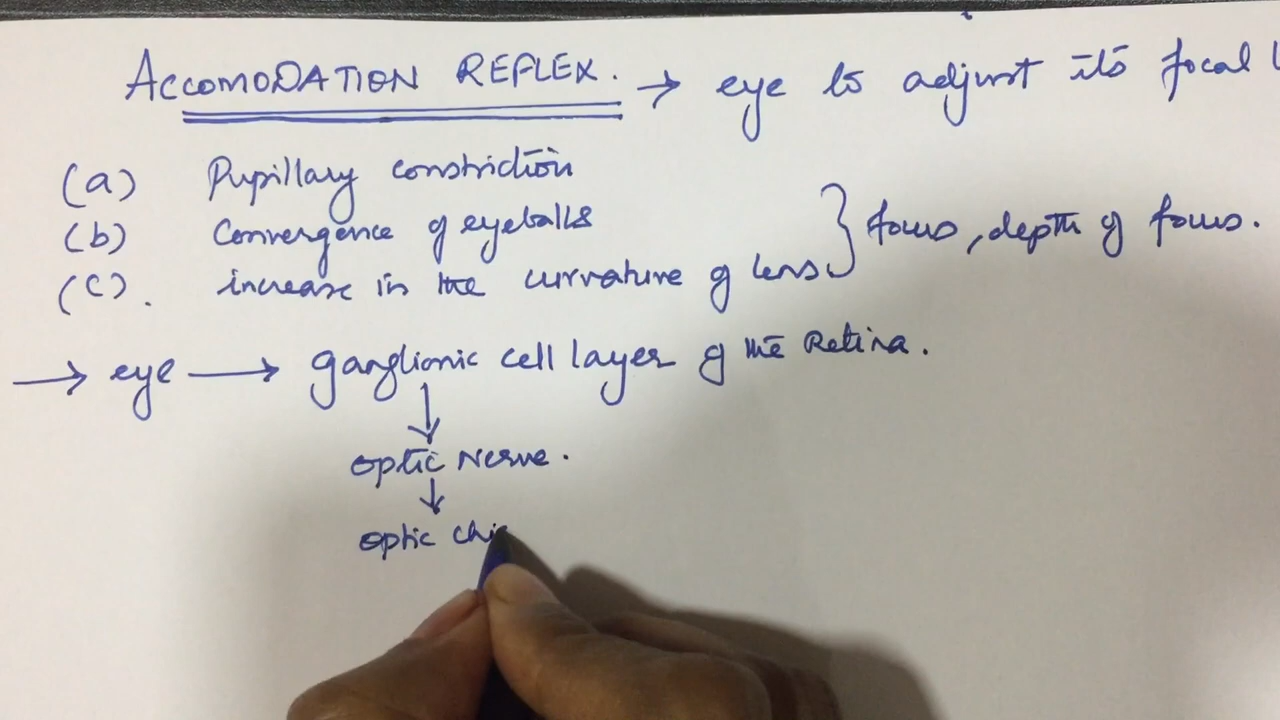 ACCOMODATION REFLEX. → eye to adjust its focal
(a) Pupillary constriction
(b) Convergence of eyeballs
(c). increase in the curvature of lens } focus, depth of focus.
→ eye → ganglionic cell layer of the Retina.
↓
optic nerve.
↓
optic chi